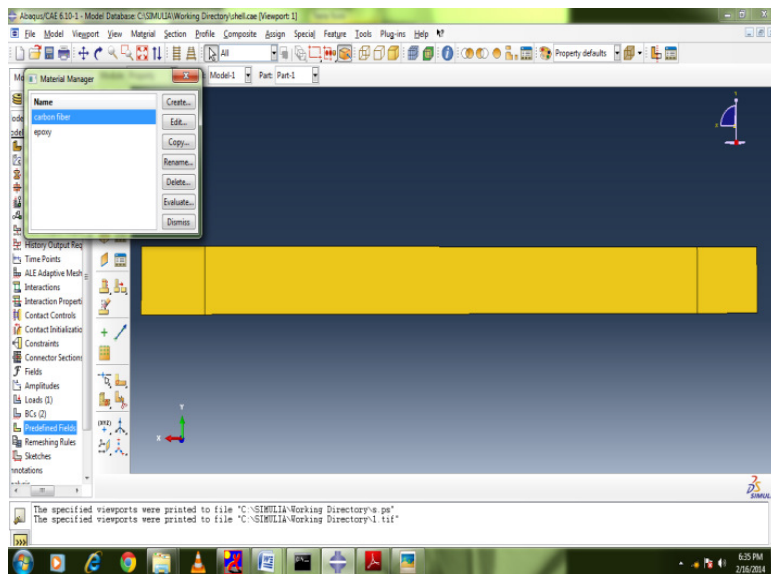 Abaqus/CAE 6.10-1 - Model Database: C:\SIMULIA\Working Directory\shell.cae [Viewport: 1]
File Model Viewport View Material Section Profile Composite Assign Special Feature Tools Plug-ins Help
All
Property defaults
Model-1 Part: Part-1
Material Manager
Name
carbon fiber
epoxy
Create...
Edit...
Copy...
Rename...
Delete...
Evaluate...
Dismiss
History Output Req
Time Points
ALE Adaptive Mesh
Interactions
Interaction Properti
Contact Controls
Contact Initializatio
Constraints
Connector Sections
Fields
Amplitudes
Loads (1)
BCs (2)
Predefined Fields
Remeshing Rules
Sketches
nnotations
(XYZ)
Y
X
SIMUL
The specified viewports were printed to file "C:\SIMULIA\Working Directory\s.ps"
The specified viewports were printed to file "C:\SIMULIA\Working Directory\1.tif"
>>>
6:35 PM
2/16/2014